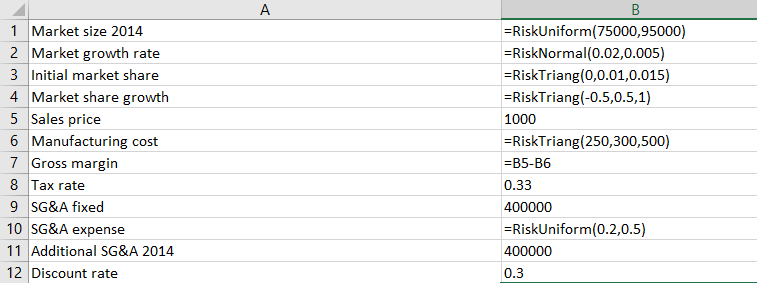 A B
1 Market size 2014 =RiskUniform(75000,95000)
2 Market growth rate =RiskNormal(0.02,0.005)
3 Initial market share =RiskTriang(0,0.01,0.015)
4 Market share growth =RiskTriang(-0.5,0.5,1)
5 Sales price 1000
6 Manufacturing cost =RiskTriang(250,300,500)
7 Gross margin =B5-B6
8 Tax rate 0.33
9 SG&A fixed 400000
10 SG&A expense =RiskUniform(0.2,0.5)
11 Additional SG&A 2014 400000
12 Discount rate 0.3